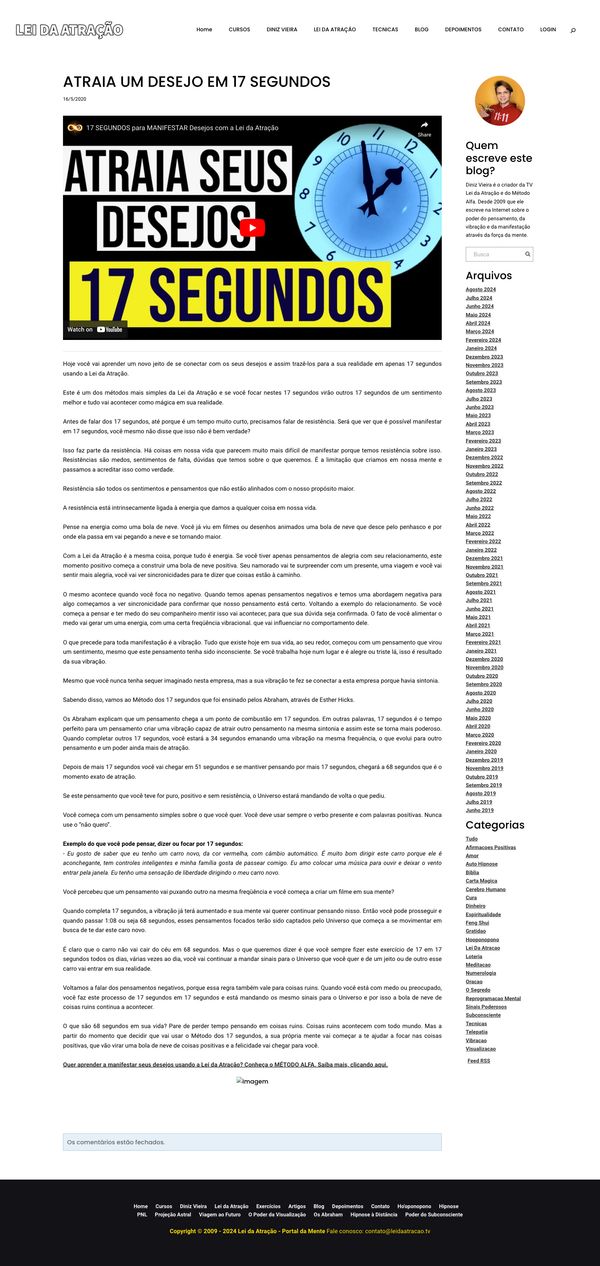 LEI DA ATRAÇÃO
Home CURSOS DINIZ VIEIRA LEI DA ATRAÇÃO TECNICAS BLOG DEPOIMENTOS CONTATO LOGIN
ATRAIA UM DESEJO EM 17 SEGUNDOS
16/5/2020
17 SEGUNDOS para MANIFESTAR Desejos com a Lei da Atração
Share
ATRAIA SEUS
DESEJOS
17 SEGUNDOS
12
1
2
3
4
5
6
7
8
9
10
11
Watch on YouTube
Hoje você vai aprender um novo jeito de se conectar com os seus desejos e assim trazê-los para a sua realidade em apenas 17 segundos
usando a Lei da Atração.
Este é um dos métodos mais simples da Lei da Atração e se você focar nestes 17 segundos virão outros 17 segundos de um sentimento
melhor e tudo vai acontecer como mágica em sua realidade.
Antes de falar dos 17 segundos, até porque é um tempo muito curto, precisamos falar de resistência. Será que ver que é possível manifestar
em 17 segundos, você mesmo não disse que isso não é bem verdade?
Isso faz parte da resistência. Há coisas em nossa vida que parecem muito mais difícil de manifestar porque temos resistência sobre isso.
Resistências são medos, sentimentos de falta, dúvidas que temos sobre o que queremos. É a limitação que criamos em nossa mente e
passamos a acreditar isso como verdade.
Resistência são todos os sentimentos e pensamentos que não estão alinhados com o nosso propósito maior.
A resistência está intrinsecamente ligada à energia que damos a qualquer coisa em nossa vida.
Pense na energia como uma bola de neve. Você já viu em filmes ou desenhos animados uma bola de neve que desce pelo penhasco e por
onde ela passa em vai pegando a neve e se tornando maior.
Com a Lei da Atração é a mesma coisa, porque tudo é energia. Se você tiver apenas pensamentos de alegria com seu relacionamento, este
momento positivo começa a construir uma bola de neve positiva. Seu namorado vai te surpreender com um presente, uma viagem e você vai
sentir mais alegria, você vai ver sincronicidades para te dizer que coisas estão à caminho.
O mesmo acontece quando você foca no negativo. Quando temos apenas pensamentos negativos e temos uma abordagem negativa para
algo começamos a ver sincronicidade para confirmar que nosso pensamento está certo. Voltando a exemplo do relacionamento. Se você
começa a pensar e ter medo do seu companheiro mentir isso vai acontecer, para que sua dúvida seja confirmada. O fato de você alimentar o
medo vai gerar um uma energia, com uma certa freqüência vibracional. que vai influenciar no comportamento dele.
O que precede para toda manifestação é a vibração. Tudo que existe hoje em sua vida, ao seu redor, começou com um pensamento que virou
um sentimento, mesmo que este pensamento tenha sido inconsciente. Se você trabalha hoje num lugar e é alegre ou triste lá, isso é resultado
da sua vibração.
Mesmo que você nunca tenha sequer imaginado nesta empresa, mas a sua vibração te fez se conectar a esta empresa porque havia sintonia.
Sabendo disso, vamos ao Método dos 17 segundos que foi ensinado pelos Abraham, através de Esther Hicks.
Os Abraham explicam que um pensamento chega a um ponto de combustão em 17 segundos. Em outras palavras, 17 segundos é o tempo
perfeito para um pensamento criar uma vibração capaz de atrair outro pensamento na mesma sintonia e assim este se torna mais poderoso.
Quando completar outros 17 segundos, você estará a 34 segundos emanando uma vibração na mesma frequência, o que evolui para outro
pensamento e um poder ainda mais de atração.
Depois de mais 17 segundos você vai chegar em 51 segundos e se mantiver pensando por mais 17 segundos, chegará a 68 segundos que é o
momento exato de atração.
Se este pensamento que você teve for puro, positivo e sem resistência, o Universo estará mandando de volta o que pediu.
Você começa com um pensamento simples sobre o que você quer. Você deve usar sempre o verbo presente e com palavras positivas. Nunca
use o "não quero".
Exemplo do que você pode pensar, dizer ou focar por 17 segundos:
- Eu gosto de saber que eu tenho um carro novo, da cor vermelha, com câmbio automático. É muito bom dirigir este carro porque ele é
aconchegante, tem controles inteligentes e minha família gosta de passear comigo. Eu amo colocar uma música para ouvir e deixar o vento
entrar pela janela. Eu tenho uma sensação de liberdade dirigindo o meu carro novo.
Você percebeu que um pensamento vai puxando outro na mesma freqüência e você começa a criar um filme em sua mente?
Quando completa 17 segundos, a vibração já terá aumentado e sua mente vai querer continuar pensando nisso. Então você pode prosseguir e
quando passar 1:08 ou seja 68 segundos, esses pensamentos focados terão sido captados pelo Universo que começa a se movimentar em
busca de te dar este caro novo.
É claro que o carro não vai cair do céu em 68 segundos. Mas o que queremos dizer é que você sempre fizer este exercício de 17 em 17
segundos todos os dias, várias vezes ao dia, você vai continuar a mandar sinais para o Universo que você quer e de um jeito ou de outro esse
carro vai entrar em sua realidade.
Voltamos a falar dos pensamentos negativos, porque essa regra também vale para coisas ruins. Quando você está com medo ou preocupado,
você faz este processo de 17 segundos em 17 segundos e está mandando os mesmo sinais para o Universo e por isso a bola de neve de
coisas ruins continua a acontecer.
O que são 68 segundos em sua vida? Pare de perder tempo pensando em coisas ruins. Coisas ruins acontecem com todo mundo. Mas a
partir do momento que decidir que vai usar o Método dos 17 segundos, a sua própria mente vai começar a te ajudar a focar nas coisas
positivas, que vão virar uma bola de neve de coisas positivas e a felicidade vai chegar para você.
Quer aprender a manifestar seus desejos usando a Lei da Atração? Conheça o MÉTODO ALFA. Saiba mais, clicando aqui.
Imagem
Os comentários estão fechados.
11:11
Quem
escreve este
blog?
Diniz Vieira é o criador da TV
Lei da Atração e do Método
Alfa. Desde 2009 que ele
escreve na Internet sobre o
poder do pensamento, da
vibração e da manifestação
através da força da mente.
Busca
Arquivos
Agosto 2024
Julho 2024
Junho 2024
Maio 2024
Abril 2024
Março 2024
Fevereiro 2024
Janeiro 2024
Dezembro 2023
Novembro 2023
Outubro 2023
Setembro 2023
Agosto 2023
Julho 2023
Junho 2023
Maio 2023
Abril 2023
Março 2023
Fevereiro 2023
Janeiro 2023
Dezembro 2022
Novembro 2022
Outubro 2022
Setembro 2022
Agosto 2022
Julho 2022
Junho 2022
Maio 2022
Abril 2022
Março 2022
Fevereiro 2022
Janeiro 2022
Dezembro 2021
Novembro 2021
Outubro 2021
Setembro 2021
Agosto 2021
Julho 2021
Junho 2021
Maio 2021
Abril 2021
Março 2021
Fevereiro 2021
Janeiro 2021
Dezembro 2020
Novembro 2020
Outubro 2020
Setembro 2020
Agosto 2020
Julho 2020
Junho 2020
Maio 2020
Abril 2020
Março 2020
Fevereiro 2020
Janeiro 2020
Dezembro 2019
Novembro 2019
Outubro 2019
Setembro 2019
Agosto 2019
Julho 2019
Junho 2019
Categorias
Tudo
Afirmacoes Positivas
Amor
Auto Hipnose
Bíblia
Carta Magica
Cerebro Humano
Cura
Dinheiro
Espiritualidade
Feng Shui
Gratidao
Hooponopono
Lei Da Atracao
Loteria
Meditacao
Numerologia
Oracao
O Segredo
Reprogramacao Mental
Sinais Poderosos
Subconsciente
Tecnicas
Telepatia
Vibracao
Visualizacao
Feed RSS
Home Cursos Diniz Vieira Lei da Atração Exercícios Artigos Blog Depoimentos Contato Ho'oponopono Hipnose
PNL Projeção Astral Viagem ao Futuro O Poder da Visualização Os Abraham Hipnose à Distância Poder do Subconsciente
Copyright © 2009 - 2024 Lei da Atração - Portal da Mente Fale conosco: contato@leidaatracao.tv